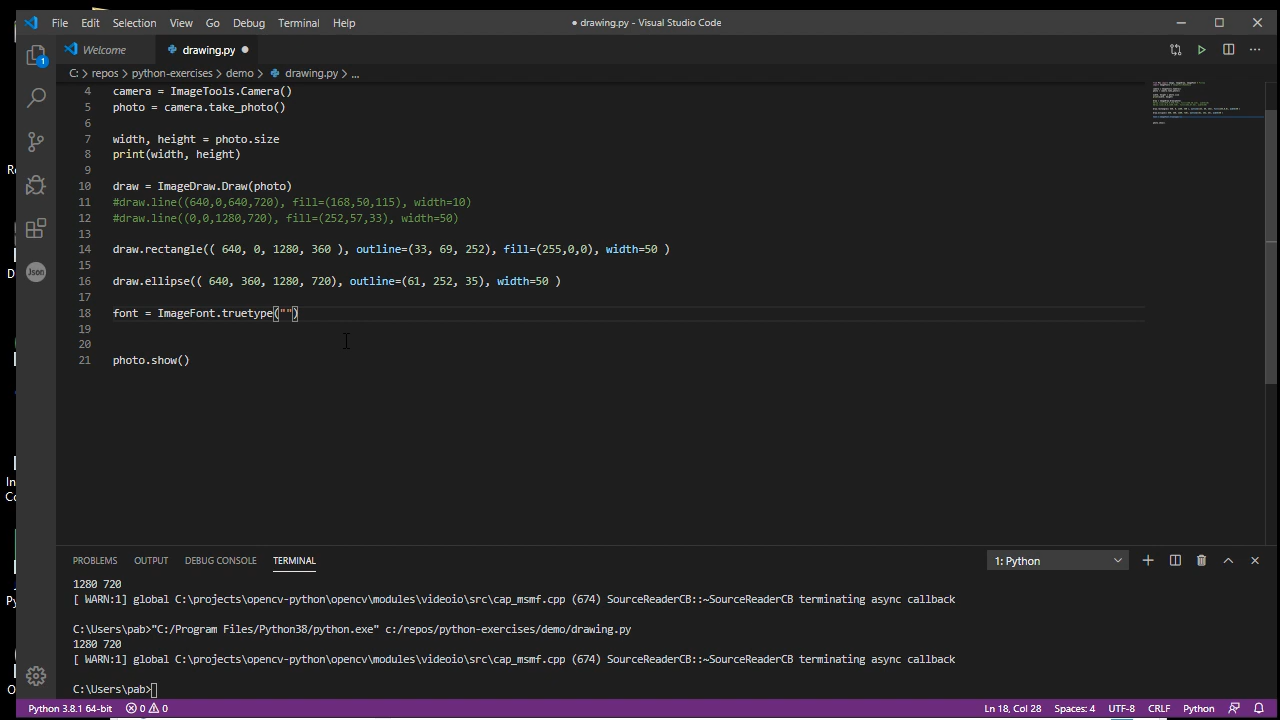 File Edit Selection View Go Debug Terminal Help ● drawing.py - Visual Studio Code
Welcome drawing.py ●
C: > repos > python-exercises > demo > drawing.py > ...
4 camera = ImageTools.Camera()
5 photo = camera.take_photo()
6
7 width, height = photo.size
8 print(width, height)
9
10 draw = ImageDraw.Draw(photo)
11 #draw.line((640,0,640,720), fill=(168,50,115), width=10)
12 #draw.line((0,0,1280,720), fill=(252,57,33), width=50)
13
14 draw.rectangle(( 640, 0, 1280, 360 ), outline=(33, 69, 252), fill=(255,0,0), width=50 )
15
16 draw.ellipse(( 640, 360, 1280, 720), outline=(61, 252, 35), width=50 )
17
18 font = ImageFont.truetype("")
19
20
21 photo.show()
1
Json
PROBLEMS OUTPUT DEBUG CONSOLE TERMINAL 1: Python
1280 720
[ WARN:1] global C:\projects\opencv-python\opencv\modules\videoio\src\cap_msmf.cpp (674) SourceReaderCB::~SourceReaderCB terminating async callback
C:\Users\pab>"C:/Program Files/Python38/python.exe" c:/repos/python-exercises/demo/drawing.py
1280 720
[ WARN:1] global C:\projects\opencv-python\opencv\modules\videoio\src\cap_msmf.cpp (674) SourceReaderCB::~SourceReaderCB terminating async callback
C:\Users\pab>
Python 3.8.1 64-bit 0 0 Ln 18, Col 28 Spaces: 4 UTF-8 CRLF Python